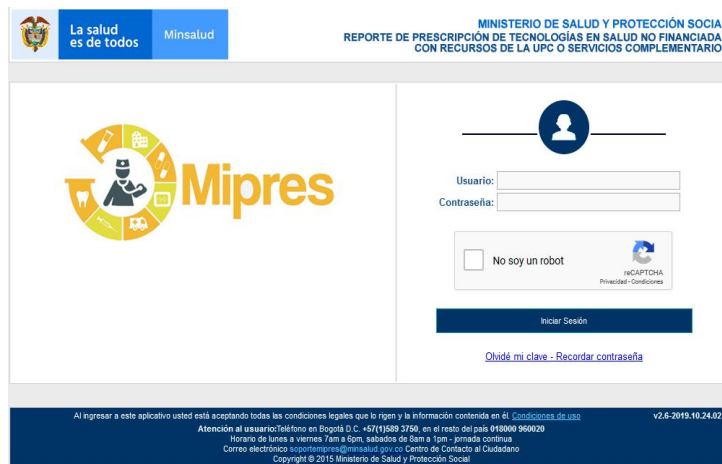 La salud
es de todos
Minsalud
MINISTERIO DE SALUD Y PROTECCIÓN SOCIA
REPORTE DE PRESCRIPCIÓN DE TECNOLOGÍAS EN SALUD NO FINANCIADA
CON RECURSOS DE LA UPC O SERVICIOS COMPLEMENTARIO
Mipres
Usuario:
Contraseña:
No soy un robot
reCAPTCHA
Privacidad - Condiciones
Iniciar Sesión
Olvidé mi clave - Recordar contraseña
Al ingresar a este aplicativo usted está aceptando todas las condiciones legales que lo rigen y la información contenida en él. Condiciones de uso
v2.6-2019.10.24.02
Atención al usuario:Teléfono en Bogotá D.C. +57(1)589 3750, en el resto del país 018000 960020
Horario de lunes a viernes 7am a 6pm, sabados de 8am a 1pm - jornada continua
Correo electrónico soportemipres@minsalud.gov.co Centro de Contacto al Ciudadano
Copyright © 2015 Ministerio de Salud y Protección Social